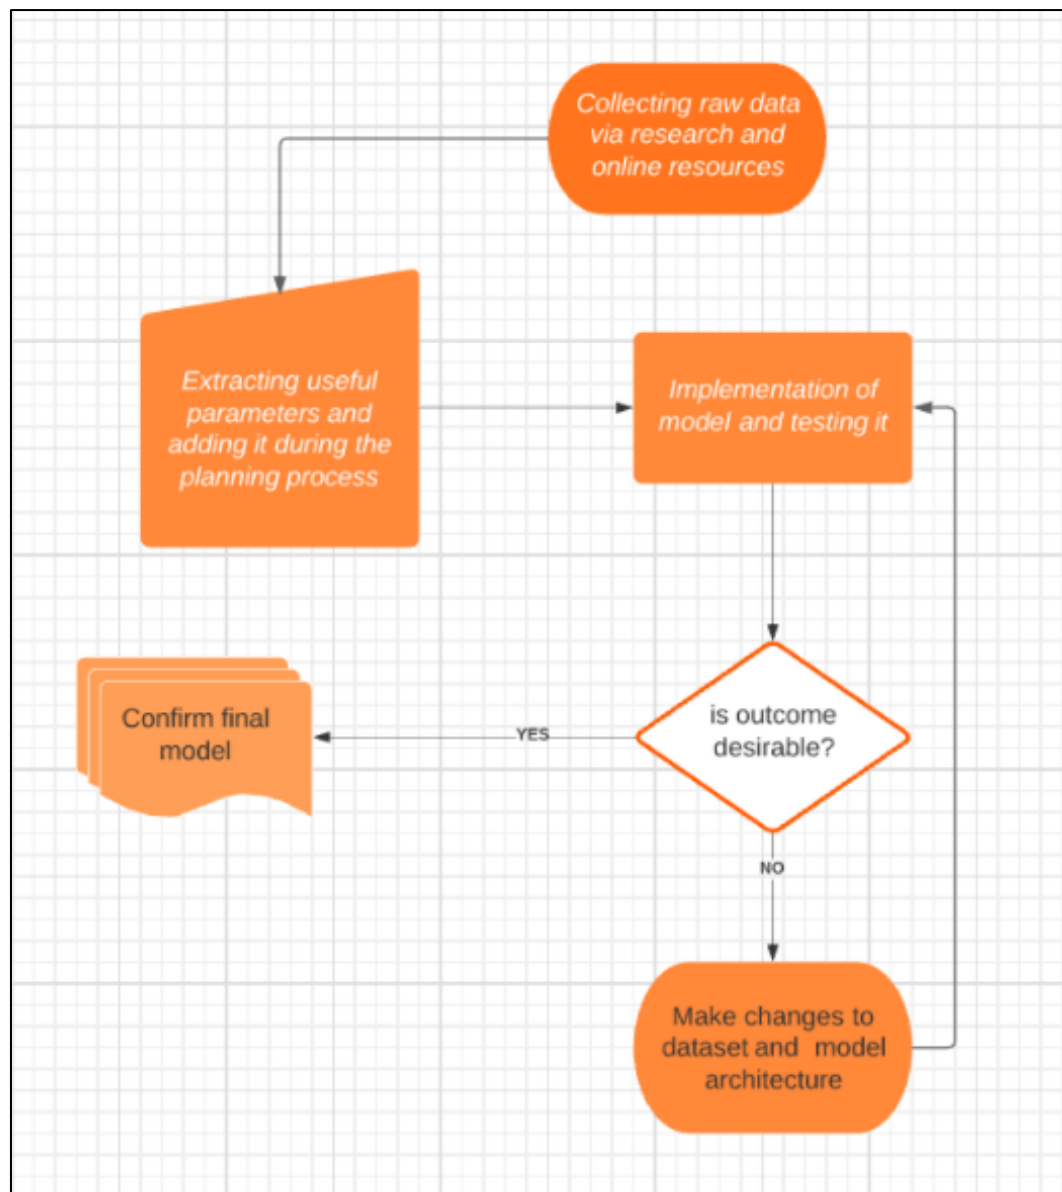 Collecting raw data
via research and
online resources
Extracting useful
parameters and
adding it during the
planning process
Implementation of
model and testing it
is outcome
desirable?
YES
Confirm final
model
NO
Make changes to
dataset and model
architecture